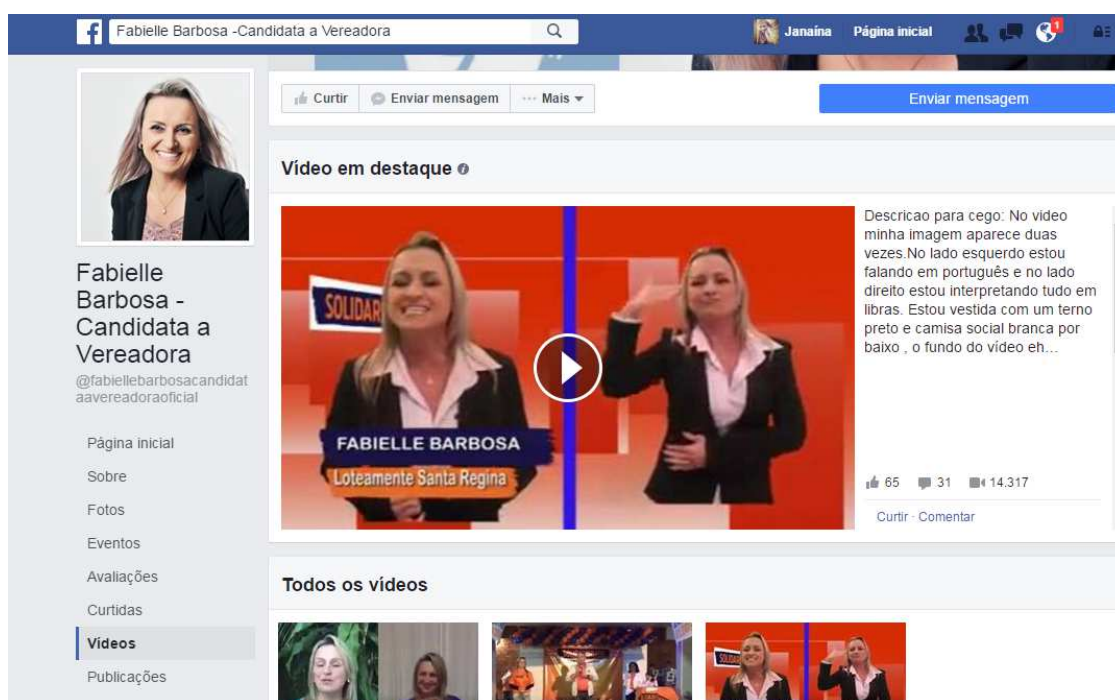 Fabielle Barbosa -Candidata a Vereadora
Janaína
Página inicial
1
Curtir
Enviar mensagem
Mais
Enviar mensagem
Vídeo em destaque
Fabielle
Barbosa -
Candidata a
Vereadora
@fabiellebarbosacandidat
aavereadoraoficial
Página inicial
Sobre
Fotos
Eventos
Avaliações
Curtidas
Vídeos
Publicações
SOLIDAR
FABIELLE BARBOSA
Loteamente Santa Regina
Descricao para cego: No video
minha imagem aparece duas
vezes.No lado esquerdo estou
falando em português e no lado
direito estou interpretando tudo em
libras. Estou vestida com um terno
preto e camisa social branca por
baixo , o fundo do vídeo eh...
65 31 14.317
Curtir · Comentar
Todos os vídeos